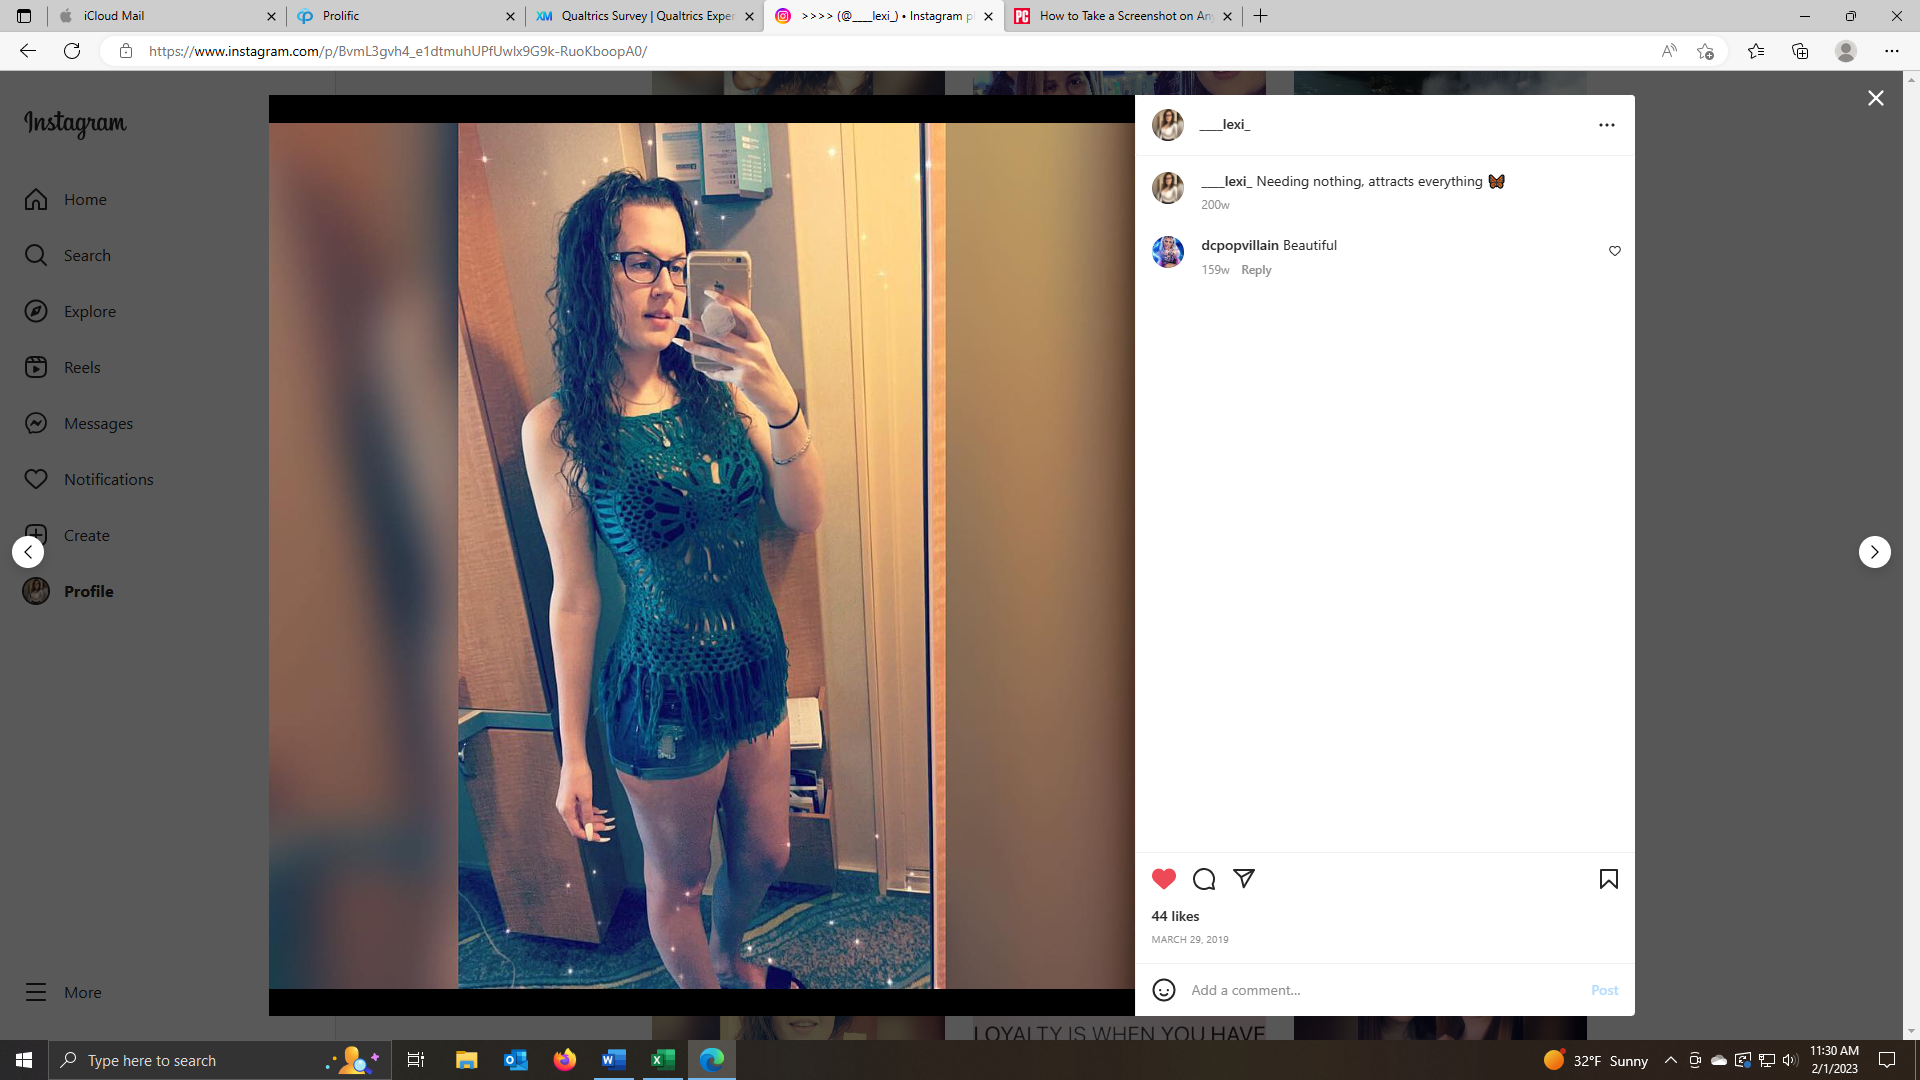 iCloud Mail
Prolific
Qualtrics Survey | Qualtrics Exper
>>>> (@____lexi_) • Instagram p
How to Take a Screenshot on An
https://www.instagram.com/p/BvmL3gvh4_e1dtmuhUPfUwlx9G9k-RuoKboopA0/
Instagram
Home
Search
Explore
Reels
Messages
Notifications
Create
Profile
More
____lexi_
____lexi_ Needing nothing, attracts everything 🦋
200w
dcpopvillain Beautiful
159w Reply
44 likes
MARCH 29, 2019
Add a comment... Post
LOYALTY IS WHEN YOU HAVE
Type here to search
32°F Sunny
11:30 AM
2/1/2023